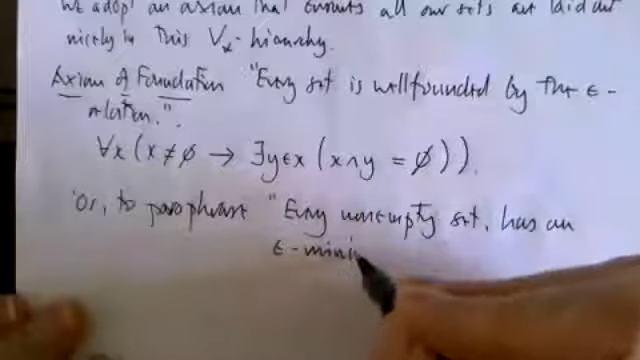 We adopt an axiom that ensures all our sets are laid out
nicely in this Vα-hierarchy.
Axiom of Foundation "Every set is wellfounded by the ∈-
relation."
∀x(x≠∅ → ∃y∈x (x∩y = ∅)).
Or, to paraphrase "Every nonempty set, has an
∈-mini